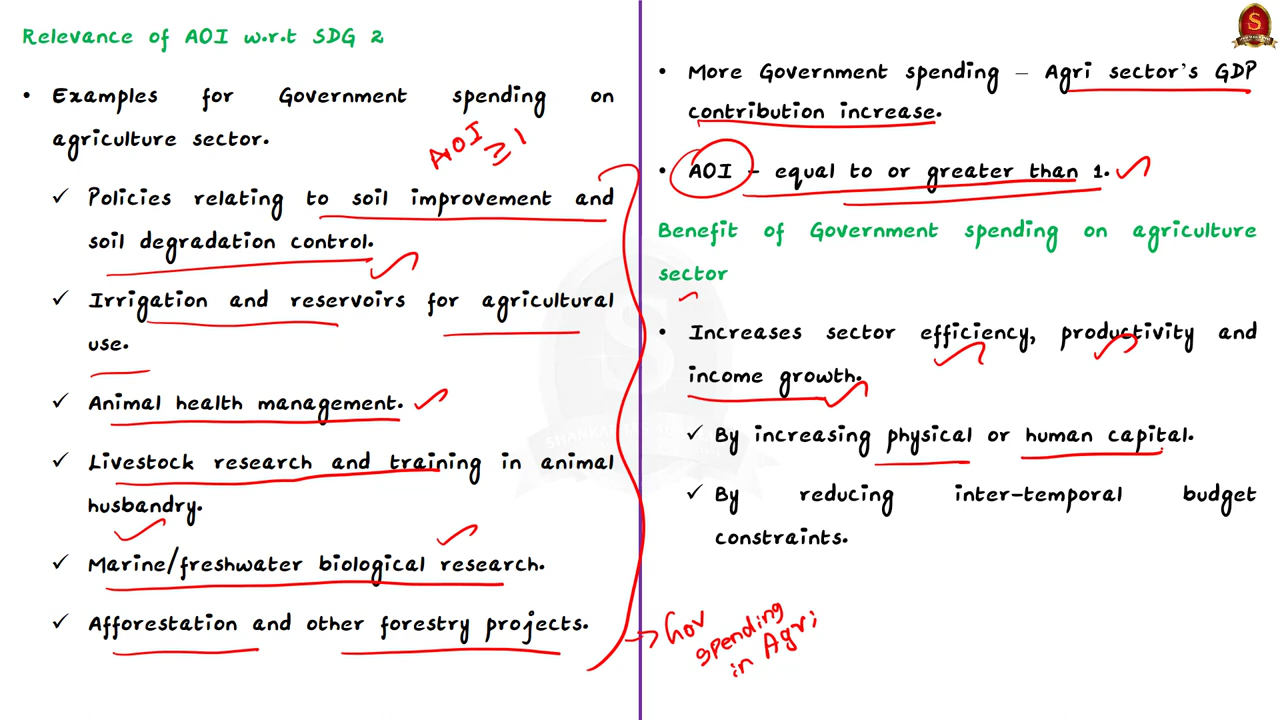 Relevance of AOI w.r.t SDG 2
• Examples for Government spending on
agriculture sector.
AOI
≥ 1
✓ Policies relating to soil improvement and
soil degradation control.
✓ Irrigation and reservoirs for agricultural
use.
✓ Animal health management.
✓ Livestock research and training in animal
husbandry.
✓ Marine/freshwater biological research.
✓ Afforestation and other forestry projects.
• More Government spending – Agri sector's GDP
contribution increase.
• AOI – equal to or greater than 1.
Benefit of Government spending on agriculture
sector
• Increases sector efficiency, productivity and
income growth.
✓ By increasing physical or human capital.
✓ By reducing inter-temporal budget
constraints.
→ Gov
spending
in Agri